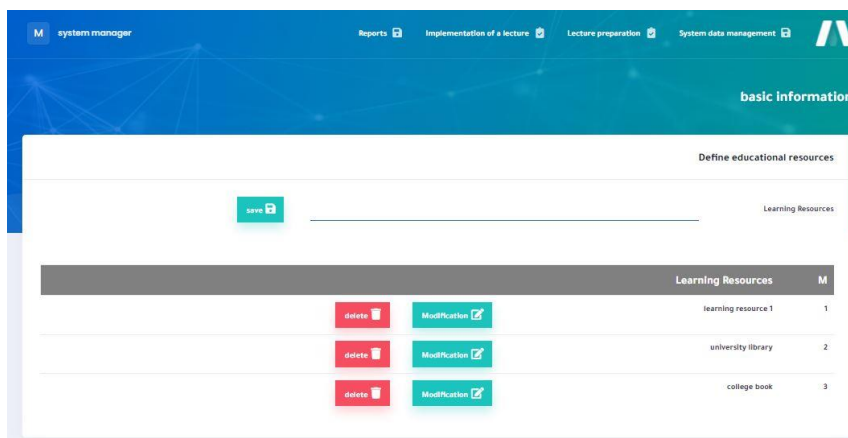 M system manager
Reports
Implementation of a lecture
Lecture preparation
System data management
basic information
Define educational resources
Learning Resources
save
M Learning Resources
1 learning resource 1 Modification delete
2 university library Modification delete
3 college book Modification delete